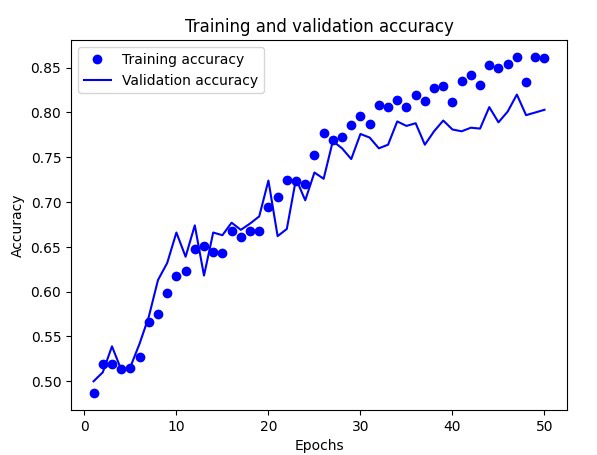 Training and validation accuracy
Training accuracy
Validation accuracy
Accuracy
0.85
0.80
0.75
0.70
0.65
0.60
0.55
0.50
0 10 20 30 40 50
Epochs